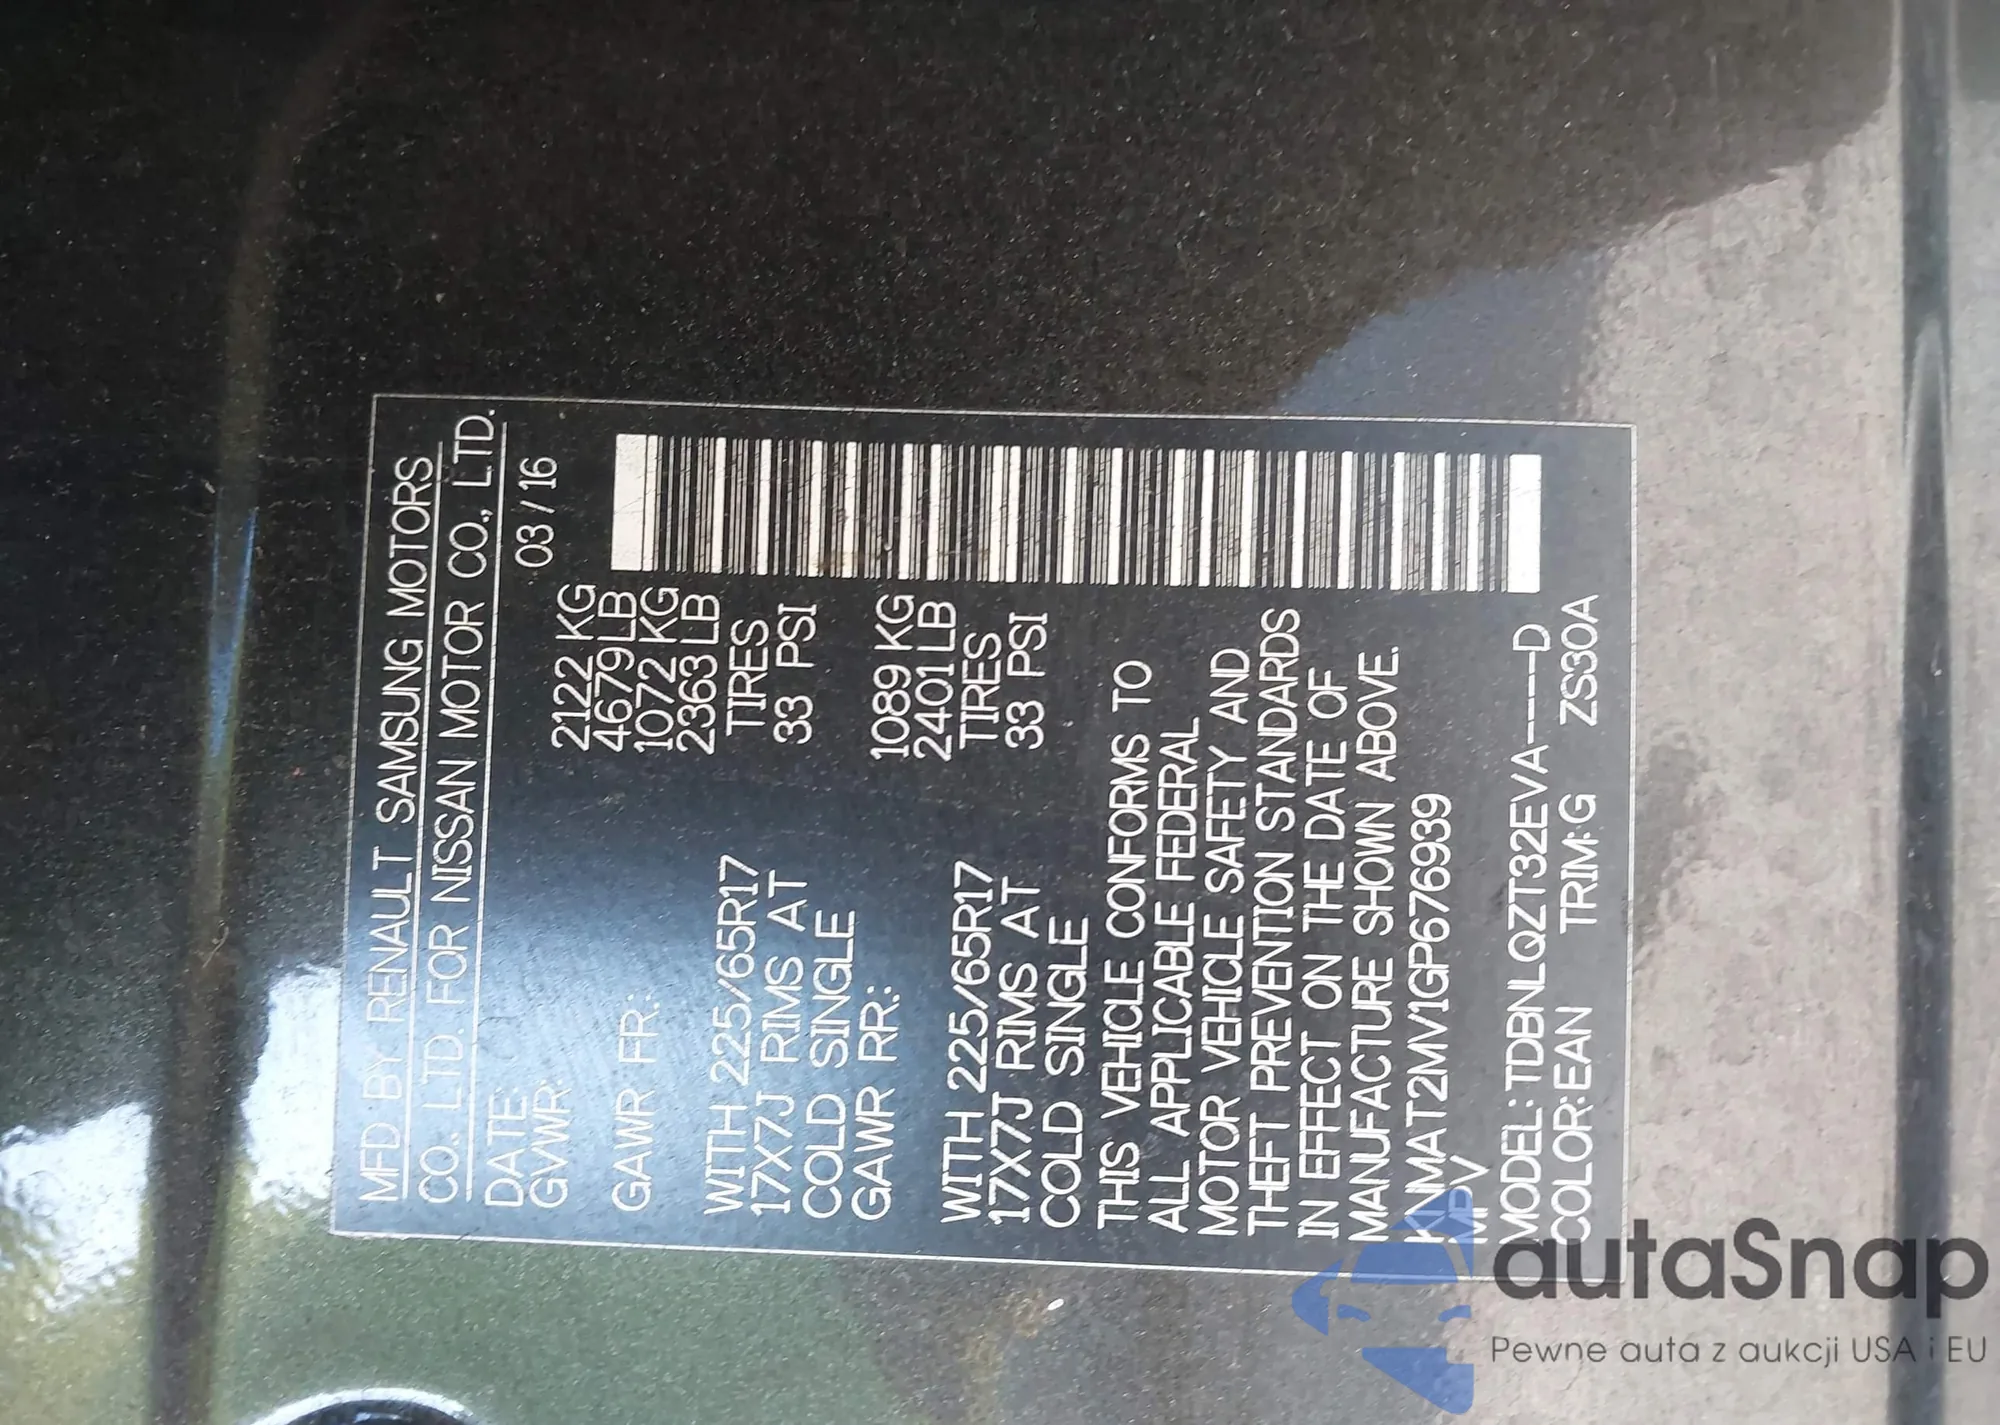 MFD BY RENAULT SAMSUNG MOTORS
CO., LTD. FOR NISSAN MOTOR CO., LTD.
DATE: 03 / 16
GVWR: 2122 KG
4679 LB
GAWR FR.: 1072 KG
2363 LB
WITH 225/65R17 TIRES
17X7J RIMS AT 33 PSI
COLD SINGLE
GAWR RR.: 1089 KG
2401 LB
WITH 225/65R17 TIRES
17X7J RIMS AT 33 PSI
COLD SINGLE
THIS VEHICLE CONFORMS TO
ALL APPLICABLE FEDERAL
MOTOR VEHICLE SAFETY AND
THEFT PREVENTION STANDARDS
IN EFFECT ON THE DATE OF
MANUFACTURE SHOWN ABOVE.
KNMAT2MV1GP676939
MPV
MODEL:TDBNLQZT32EVA----D
COLOR:EAN TRIM:G ZS30A
autaSnap
Pewne auta z aukcji USA i EU